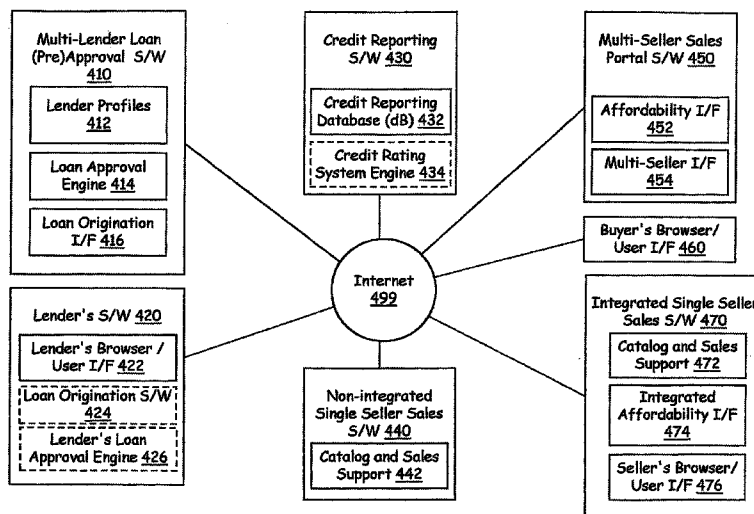 Multi-Lender Loan
(Pre)Approval S/W
410
Lender Profiles
412
Loan Approval
Engine 414
Loan Origination
I/F 416
Credit Reporting
S/W 430
Credit Reporting
Database (dB) 432
Credit Rating
System Engine 434
Multi-Seller Sales
Portal S/W 450
Affordability I/F
452
Multi-Seller I/F
454
Buyer's Browser/
User I/F 460
Internet
499
Lender's S/W 420
Lender's Browser /
User I/F 422
Loan Origination S/W
424
Lender's Loan
Approval Engine 426
Non-integrated
Single Seller Sales
S/W 440
Catalog and Sales
Support 442
Integrated Single Seller
Sales S/W 470
Catalog and Sales
Support 472
Integrated
Affordability I/F
474
Seller's Browser/
User I/F 476